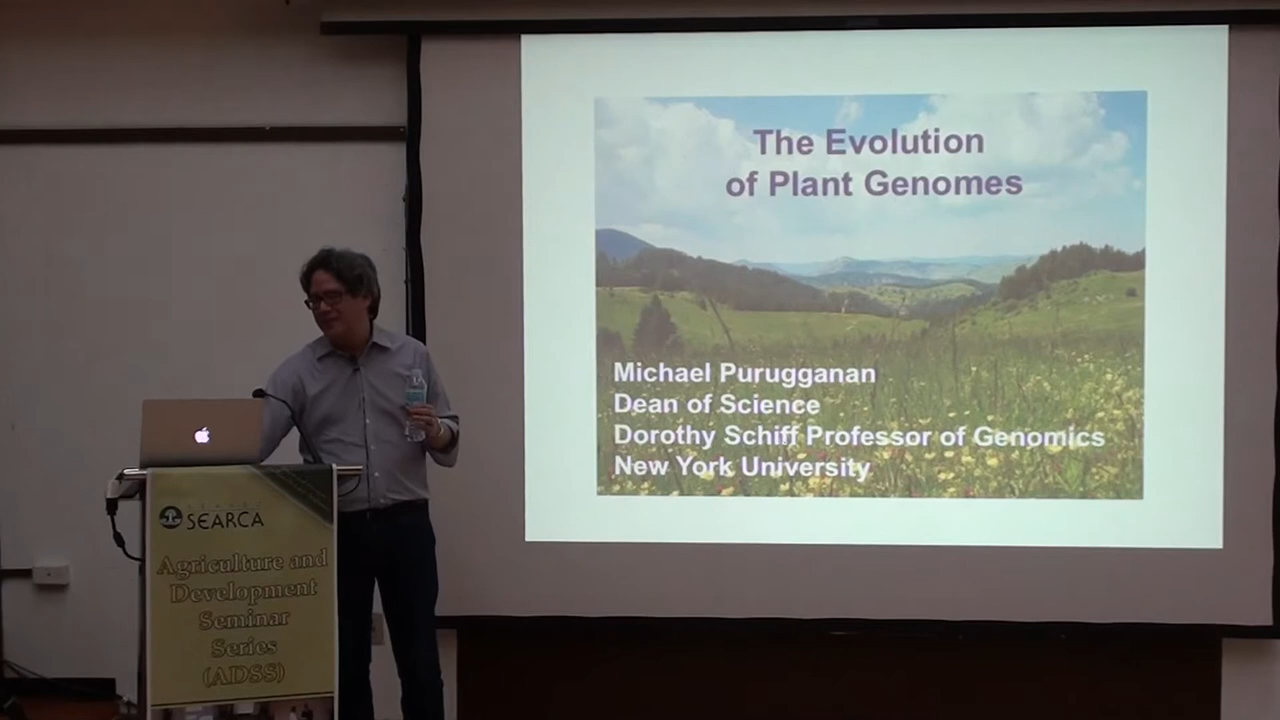 The Evolution
of Plant Genomes
Michael Purugganan
Dean of Science
Dorothy Schiff Professor of Genomics
New York University
SEARCA
Agriculture and
Development
Seminar
Series
(ADSS)